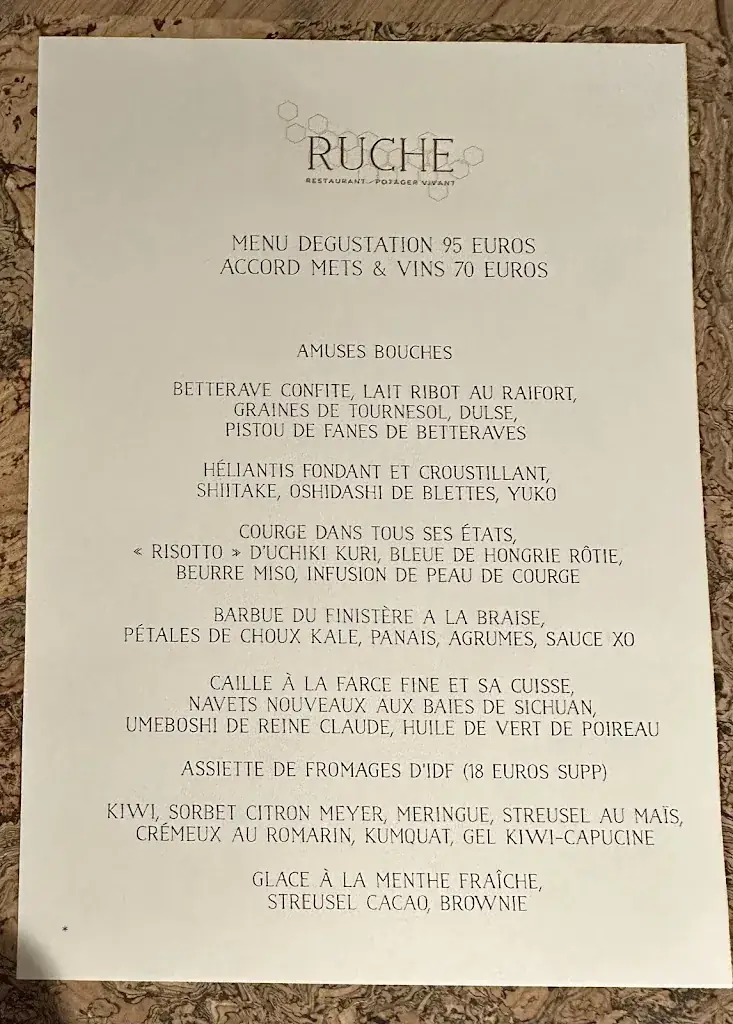 RUCHE
RESTAURANT - POTAGER VIVANT
MENU DEGUSTATION 95 EUROS
ACCORD METS & VINS 70 EUROS
AMUSES BOUCHES
BETTERAVE CONFITE, LAIT RIBOT AU RAIFORT,
GRAINES DE TOURNESOL, DULSE,
PISTOU DE FANES DE BETTERAVES
HÉLIANTIS FONDANT ET CROUSTILLANT,
SHIITAKE, OSHIDASHI DE BLETTES, YUKO
COURGE DANS TOUS SES ÉTATS,
« RISOTTO » D'UCHIKI KURI, BLEUE DE HONGRIE RÔTIE,
BEURRE MISO, INFUSION DE PEAU DE COURGE
BARBUE DU FINISTÈRE A LA BRAISE,
PÉTALES DE CHOUX KALE, PANAIS, AGRUMES, SAUCE XO
CAILLE À LA FARCE FINE ET SA CUISSE,
NAVETS NOUVEAUX AUX BAIES DE SICHUAN,
UMEBOSHI DE REINE CLAUDE, HUILE DE VERT DE POIREAU
ASSIETTE DE FROMAGES D'IDF (18 EUROS SUPP)
KIWI, SORBET CITRON MEYER, MERINGUE, STREUSEL AU MAÏS,
CRÉMEUX AU ROMARIN, KUMQUAT, GEL KIWI-CAPUCINE
GLACE À LA MENTHE FRAÎCHE,
STREUSEL CACAO, BROWNIE
*